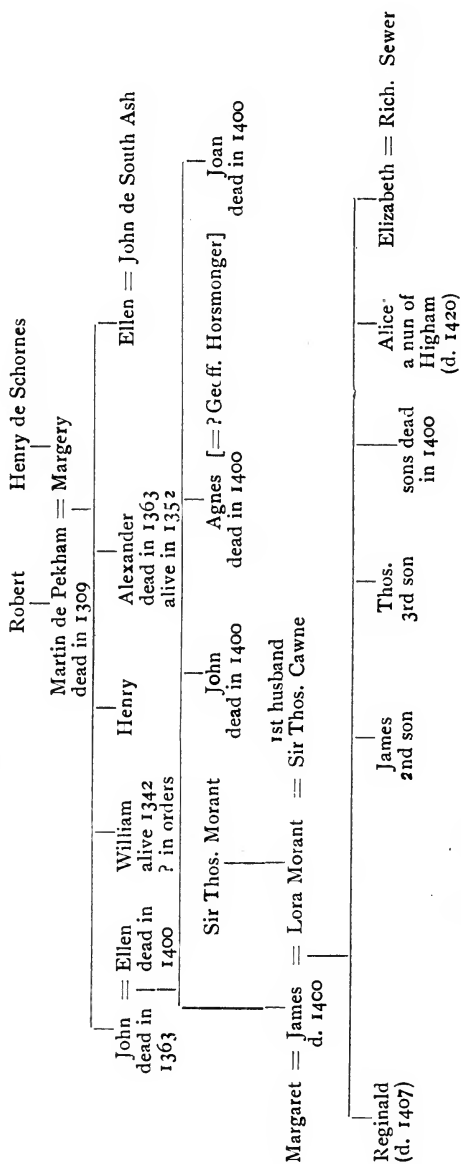 Robert
Henry de Schornes
Martin de Pekham = Margery
dead in 1309
John = Ellen
dead in 1363
dead in 1400
William
alive 1342
? in orders
Henry
Alexander
dead in 1363
alive in 1352
Ellen = John de South Ash
Sir Thos. Morant
John
dead in 1400
Agnes [=? Geoff. Horsmonger]
dead in 1400
Joan
dead in 1400
1st husband
Margaret = James = Lora Morant = Sir Thos. Cawne
d. 1400
Reginald
(d. 1407)
James
2nd son
Thos.
3rd son
sons dead
in 1400
Alice
a nun of
Higham
(d. 1420)
Elizabeth = Rich. Sewer